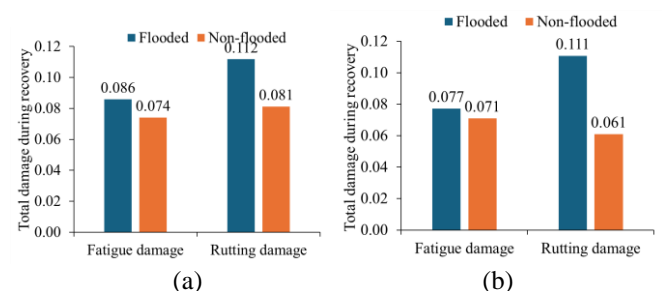 Total damage during recovery
0.12
0.10
0.08
0.06
0.04
0.02
0.00
Flooded Non-flooded
0.086
0.074
0.112
0.081
Fatigue damage Rutting damage
(a)
Total damage during recovery
0.12
0.10
0.08
0.06
0.04
0.02
0.00
Flooded Non-flooded
0.077
0.071
0.111
0.061
Fatigue damage Rutting damage
(b)